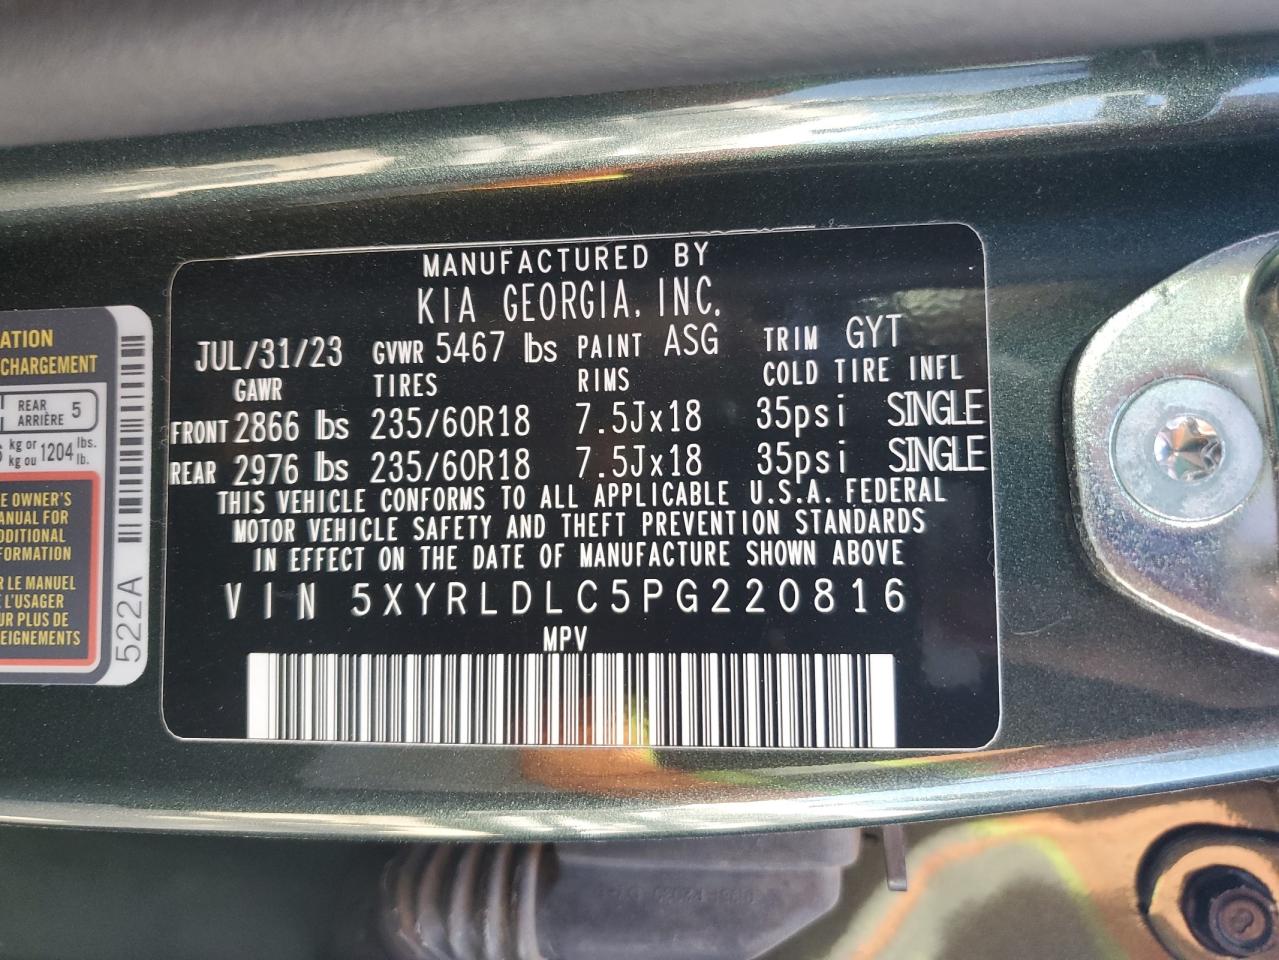 MANUFACTURED BY
KIA GEORGIA, INC.
JUL/31/23 GVWR 5467 lbs PAINT ASG TRIM GYT
GAWR TIRES RIMS COLD TIRE INFL
FRONT 2866 lbs 235/60R18 7.5Jx18 35psi SINGLE
REAR 2976 lbs 235/60R18 7.5Jx18 35psi SINGLE
THIS VEHICLE CONFORMS TO ALL APPLICABLE U.S.A. FEDERAL
MOTOR VEHICLE SAFETY AND THEFT PREVENTION STANDARDS
IN EFFECT ON THE DATE OF MANUFACTURE SHOWN ABOVE
VIN 5XYRLDLC5PG220816
MPV
ATION
CHARGEMENT
REAR
ARRIÈRE 5
kg or 1204 lbs.
kg ou lb.
E OWNER'S
ANUAL FOR
DDITIONAL
FORMATION
R LE MANUEL
L'USAGER
UR PLUS DE
SEIGNEMENTS
522A